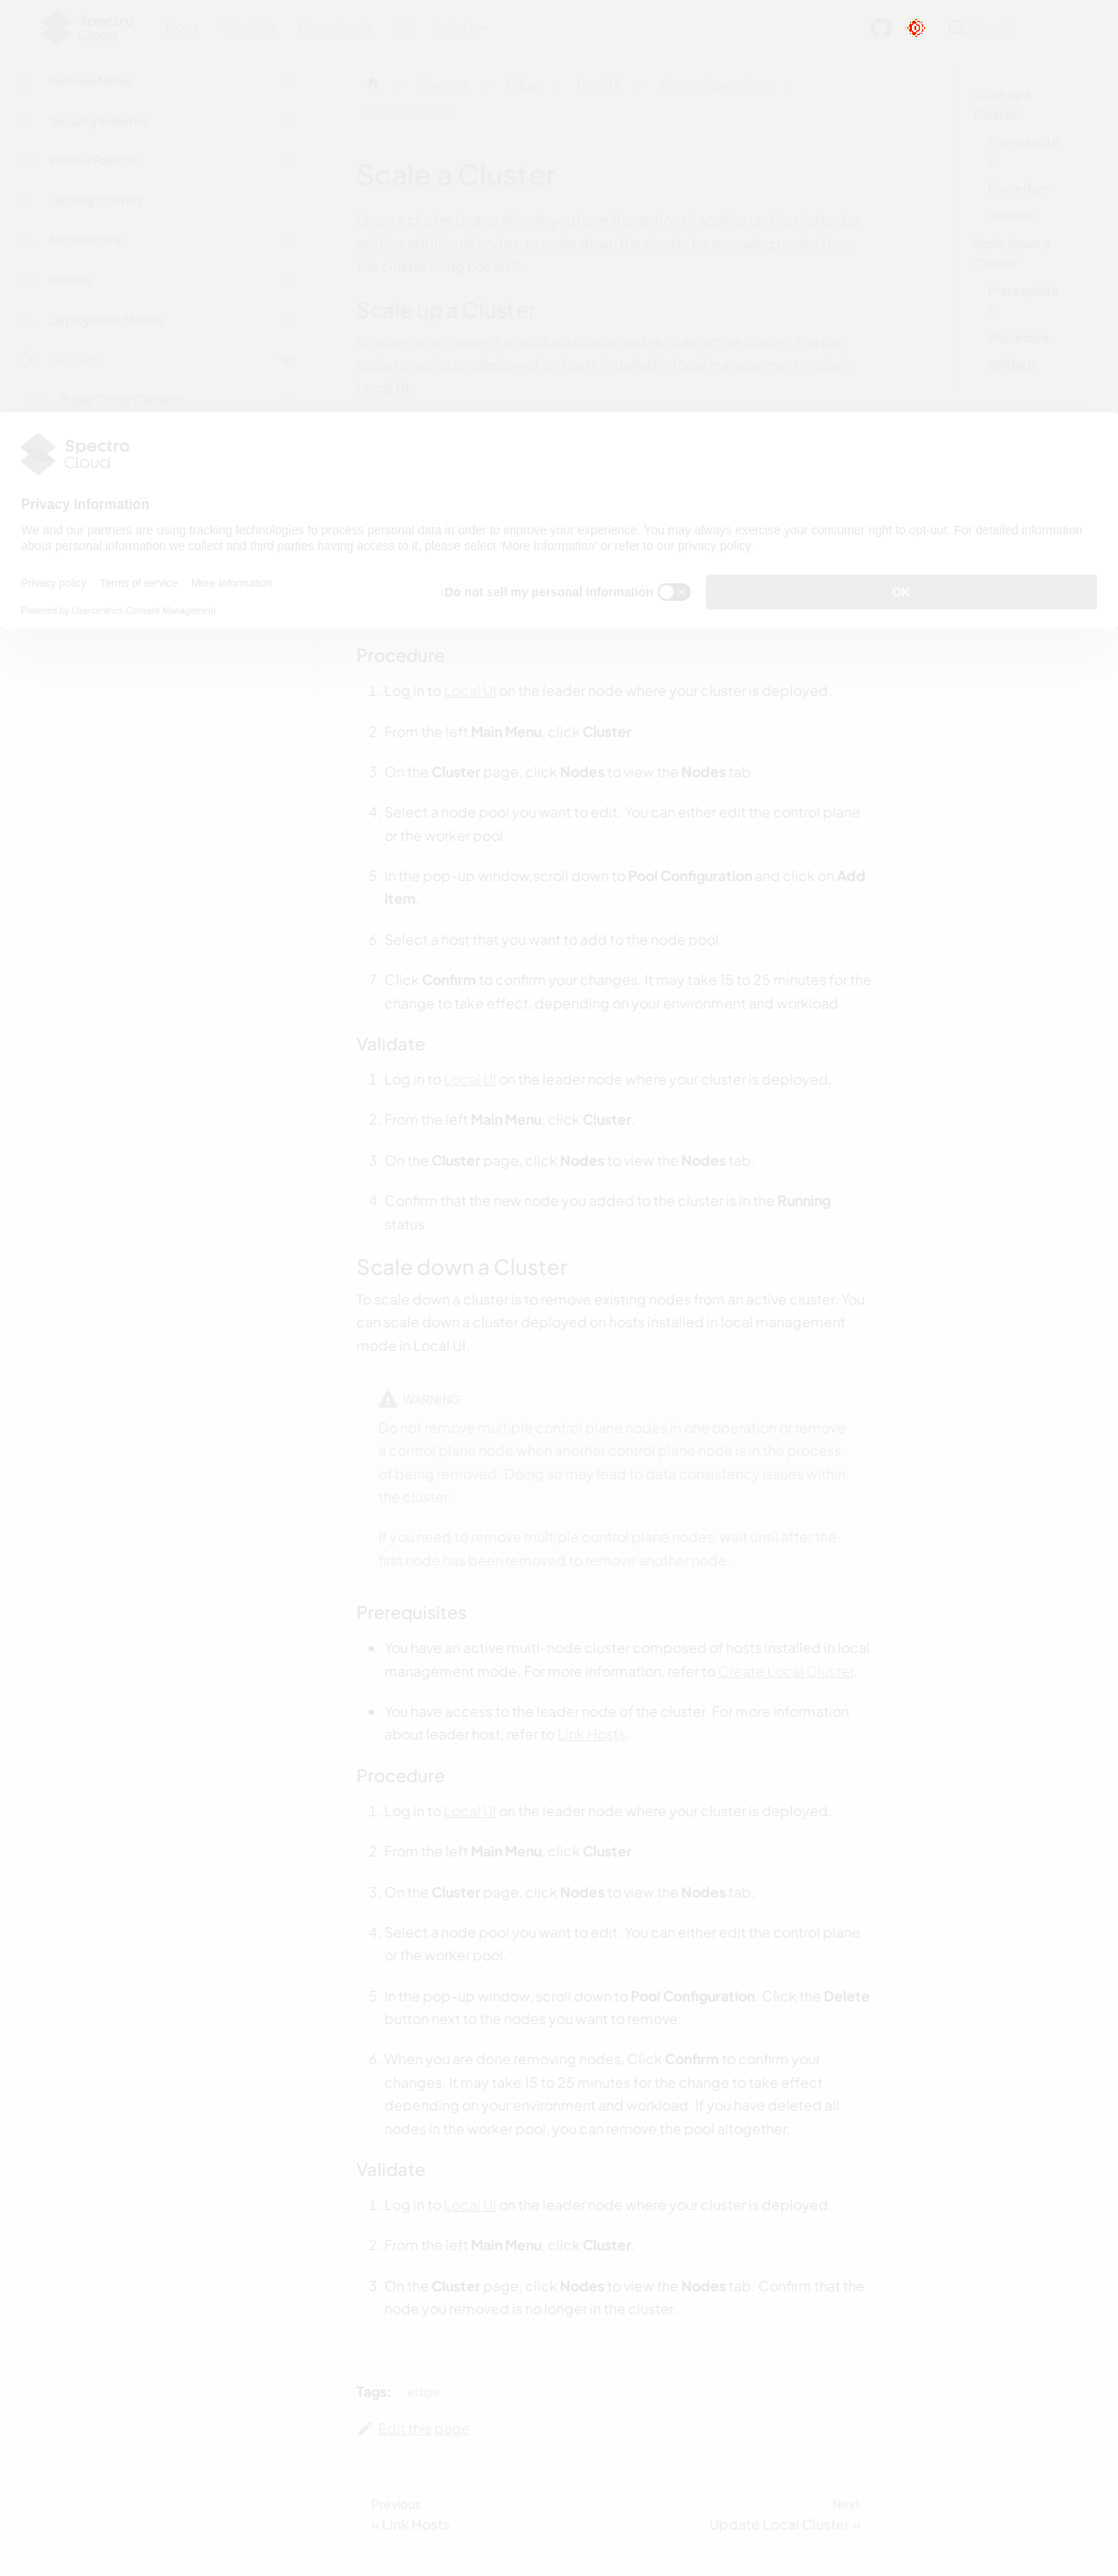 Spectro
Cloud
Docs
Tutorials
Downloads
API
Search
Release Notes
Security Bulletins
What is Palette?
Getting Started
Architecture
Profiles
Deployment Modes
Clusters
Public Cloud Clusters
Clusters
Edge
Local UI
Cluster Operations
Scale a Cluster
Scale a Cluster
Once a cluster is operational, you have the option of scaling up the cluster by
adding additional nodes, or scale down the cluster by removing nodes from
the cluster using Local UI.
Scale up a Cluster
To scale up a cluster is to add additional nodes to an active cluster. You can
scale up a cluster deployed on hosts installed in local management mode in
Local UI.
Scale up a
Cluster
Prerequisite
s
Procedure
Validate
Scale down a
Cluster
Prerequisite
s
Procedure
Validate
Spectro
Cloud
Privacy Information
We and our partners are using tracking technologies to process personal data in order to improve your experience. You may always exercise your consumer right to opt-out. For detailed information
about personal information we collect and third parties having access to it, please select 'More Information' or refer to our privacy policy.
Privacy policy
Terms of service
More Information
Powered by Usercentrics Consent Management
Do not sell my personal information
OK
Procedure
1. Log in to Local UI on the leader node where your cluster is deployed.
2. From the left Main Menu, click Cluster.
3. On the Cluster page, click Nodes to view the Nodes tab.
4. Select a node pool you want to edit. You can either edit the control plane
or the worker pool.
5. In the pop-up window,scroll down to Pool Configuration and click on Add
Item.
6. Select a host that you want to add to the node pool.
7. Click Confirm to confirm your changes. It may take 15 to 25 minutes for the
change to take effect, depending on your environment and workload.
Validate
1. Log in to Local UI on the leader node where your cluster is deployed.
2. From the left Main Menu, click Cluster.
3. On the Cluster page, click Nodes to view the Nodes tab.
4. Confirm that the new node you added to the cluster is in the Running
status.
Scale down a Cluster
To scale down a cluster is to remove existing nodes from an active cluster. You
can scale down a cluster deployed on hosts installed in local management
mode in Local UI.
WARNING
Do not remove multiple control plane nodes in one operation or remove
a control plane node when another control plane node is in the process
of being removed. Doing so may lead to data consistency issues within
the cluster.
If you need to remove multiple control plane nodes, wait until after the
first node has been removed to remove another node.
Prerequisites
• You have an active multi-node cluster composed of hosts installed in local
management mode. For more information, refer to Create Local Cluster.
• You have access to the leader node of the cluster. For more information
about leader host, refer to Link Hosts.
Procedure
1. Log in to Local UI on the leader node where your cluster is deployed.
2. From the left Main Menu, click Cluster.
3. On the Cluster page, click Nodes to view the Nodes tab.
4. Select a node pool you want to edit. You can either edit the control plane
or the worker pool.
5. In the pop-up window, scroll down to Pool Configuration. Click the Delete
button next to the nodes you want to remove.
6. When you are done removing nodes, Click Confirm to confirm your
changes. It may take 15 to 25 minutes for the change to take effect
depending on your environment and workload. If you have deleted all
nodes in the worker pool, you can remove the pool altogether.
Validate
1. Log in to Local UI on the leader node where your cluster is deployed.
2. From the left Main Menu, click Cluster.
3. On the Cluster page, click Nodes to view the Nodes tab. Confirm that the
node you removed is no longer in the cluster.
Tags: edge
Edit this page
Previous
« Link Hosts
Next
Update Local Cluster »